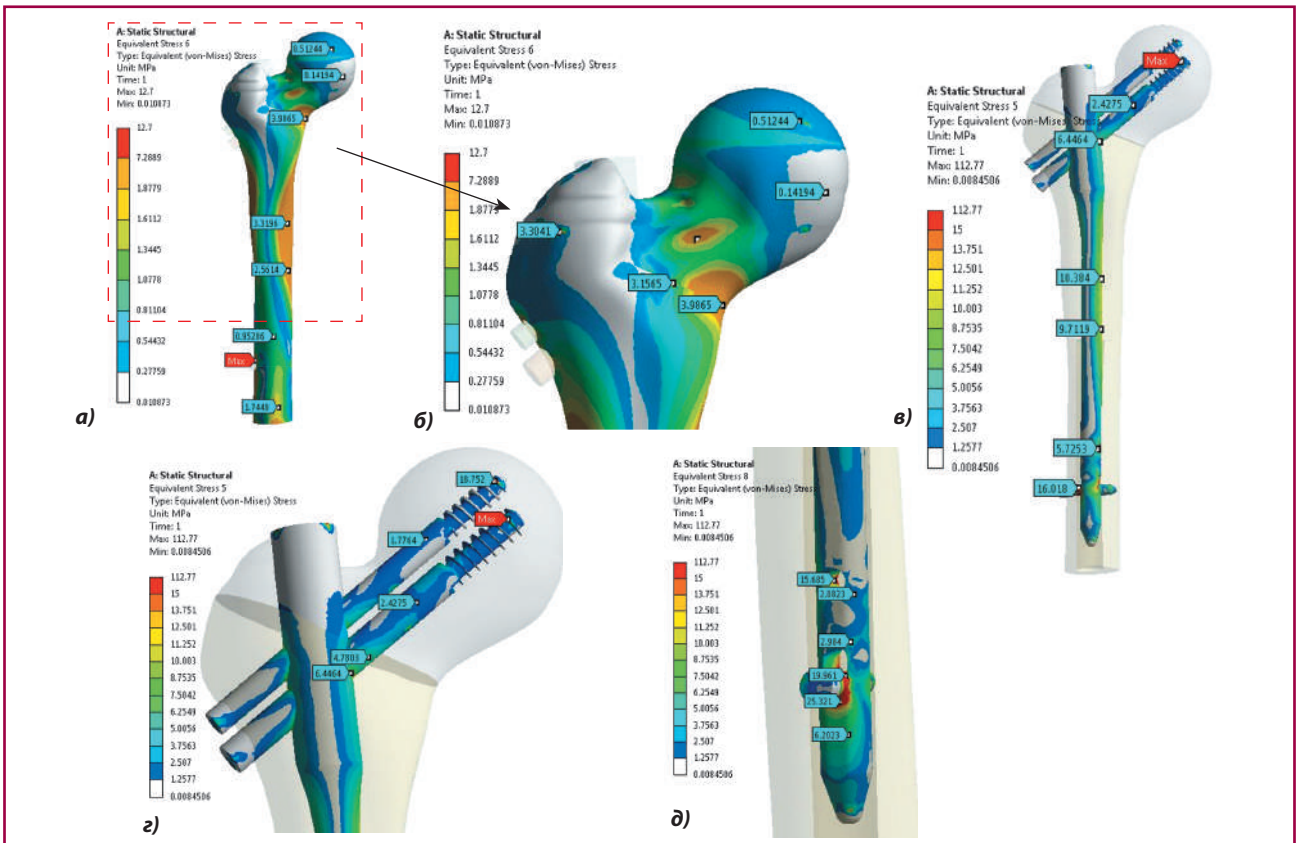 A: Static Structural
Equivalent Stress 6
Type: Equivalent (von-Mises) Stress
Unit: MPa
Time: 1
Max: 12.7
Min: 0.010873
12.7
7.2889
1.8779
1.6112
1.3445
1.0778
0.81104
0.54432
0.27759
0.010873
0.51244
0.14194
3.9865
3.3196
2.5614
0.95286
Max
1.7448
а)
A: Static Structural
Equivalent Stress 6
Type: Equivalent (von-Mises) Stress
Unit: MPa
Time: 1
Max: 12.7
Min: 0.010873
12.7
7.2889
1.8779
1.6112
1.3445
1.0778
0.81104
0.54432
0.27759
0.010873
0.51244
0.14194
3.3041
3.1565
3.9865
б)
A: Static Structural
Equivalent Stress 5
Type: Equivalent (von-Mises) Stress
Unit: MPa
Time: 1
Max: 112.77
Min: 0.0084506
112.77
15
13.751
12.501
11.252
10.003
8.7535
7.5042
6.2549
5.0056
3.7563
2.507
1.2577
0.0084506
Max
2.4275
6.4464
18.384
9.7119
5.7253
16.018
в)
A: Static Structural
Equivalent Stress 5
Type: Equivalent (von-Mises) Stress
Unit: MPa
Time: 1
Max: 112.77
Min: 0.0084506
112.77
15
13.751
12.501
11.252
10.003
8.7535
7.5042
6.2549
5.0056
3.7563
2.507
1.2577
0.0084506
18.752
Max
1.7764
2.4275
4.7803
6.4464
г)
A: Static Structural
Equivalent Stress 8
Type: Equivalent (von-Mises) Stress
Unit: MPa
Time: 1
Max: 112.77
Min: 0.0084506
112.77
15
13.751
12.501
11.252
10.003
8.7535
7.5042
6.2549
5.0056
3.7563
2.507
1.2577
0.0084506
15.685
2.8823
2.984
19.961
25.321
6.2023
д)